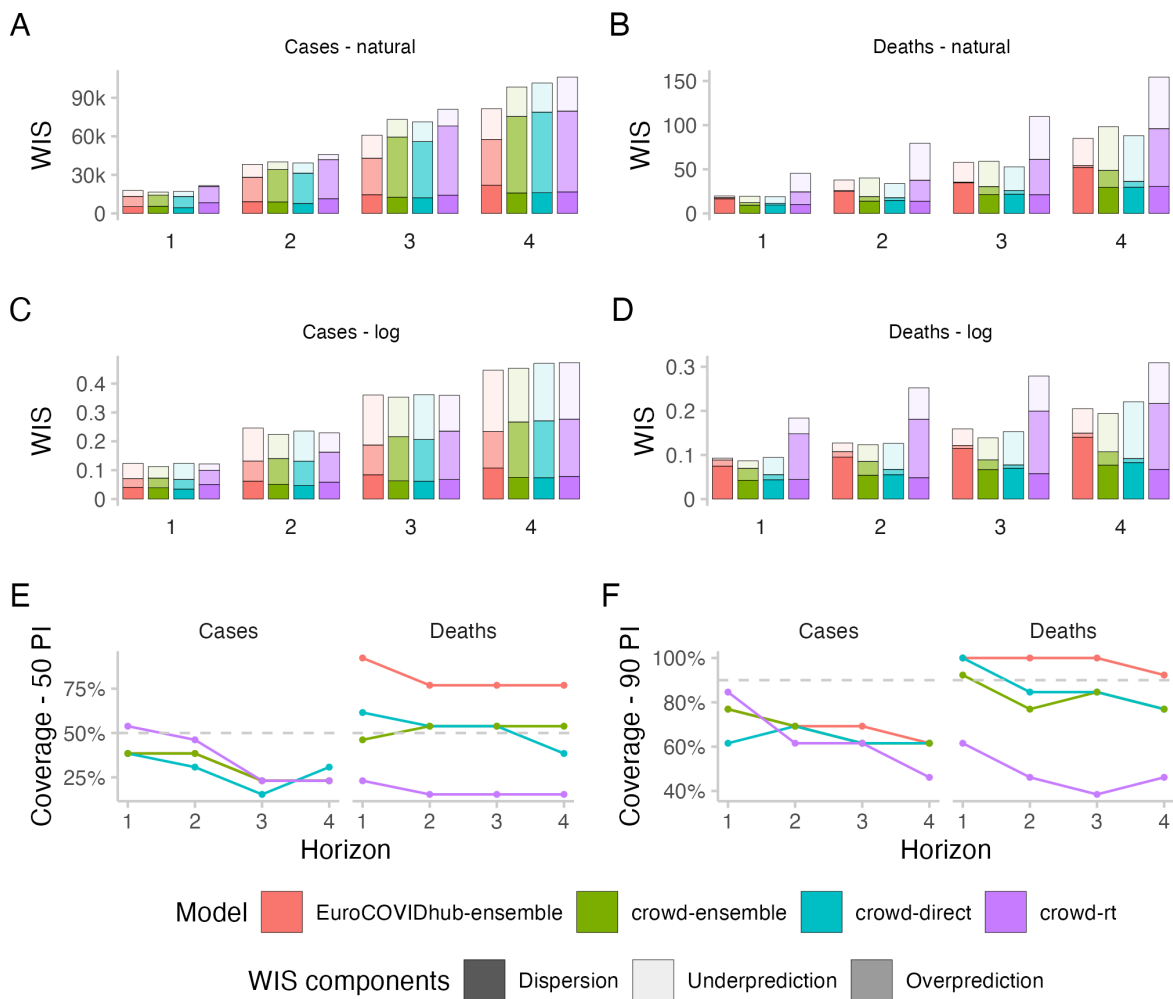 A
Cases - natural
WIS
90k
60k
30k
0
1 2 3 4
B
Deaths - natural
WIS
150
100
50
0
1 2 3 4
C
Cases - log
WIS
0.4
0.3
0.2
0.1
0
1 2 3 4
D
Deaths - log
WIS
0.3
0.2
0.1
0
1 2 3 4
E
Cases Deaths
Coverage - 50 PI
75%
50%
25%
1 2 3 4 1 2 3 4
Horizon
F
Cases Deaths
Coverage - 90 PI
100%
80%
60%
40%
1 2 3 4 1 2 3 4
Horizon
Model EuroCOVIDhub-ensemble crowd-ensemble crowd-direct crowd-rt
WIS components Dispersion Underprediction Overprediction